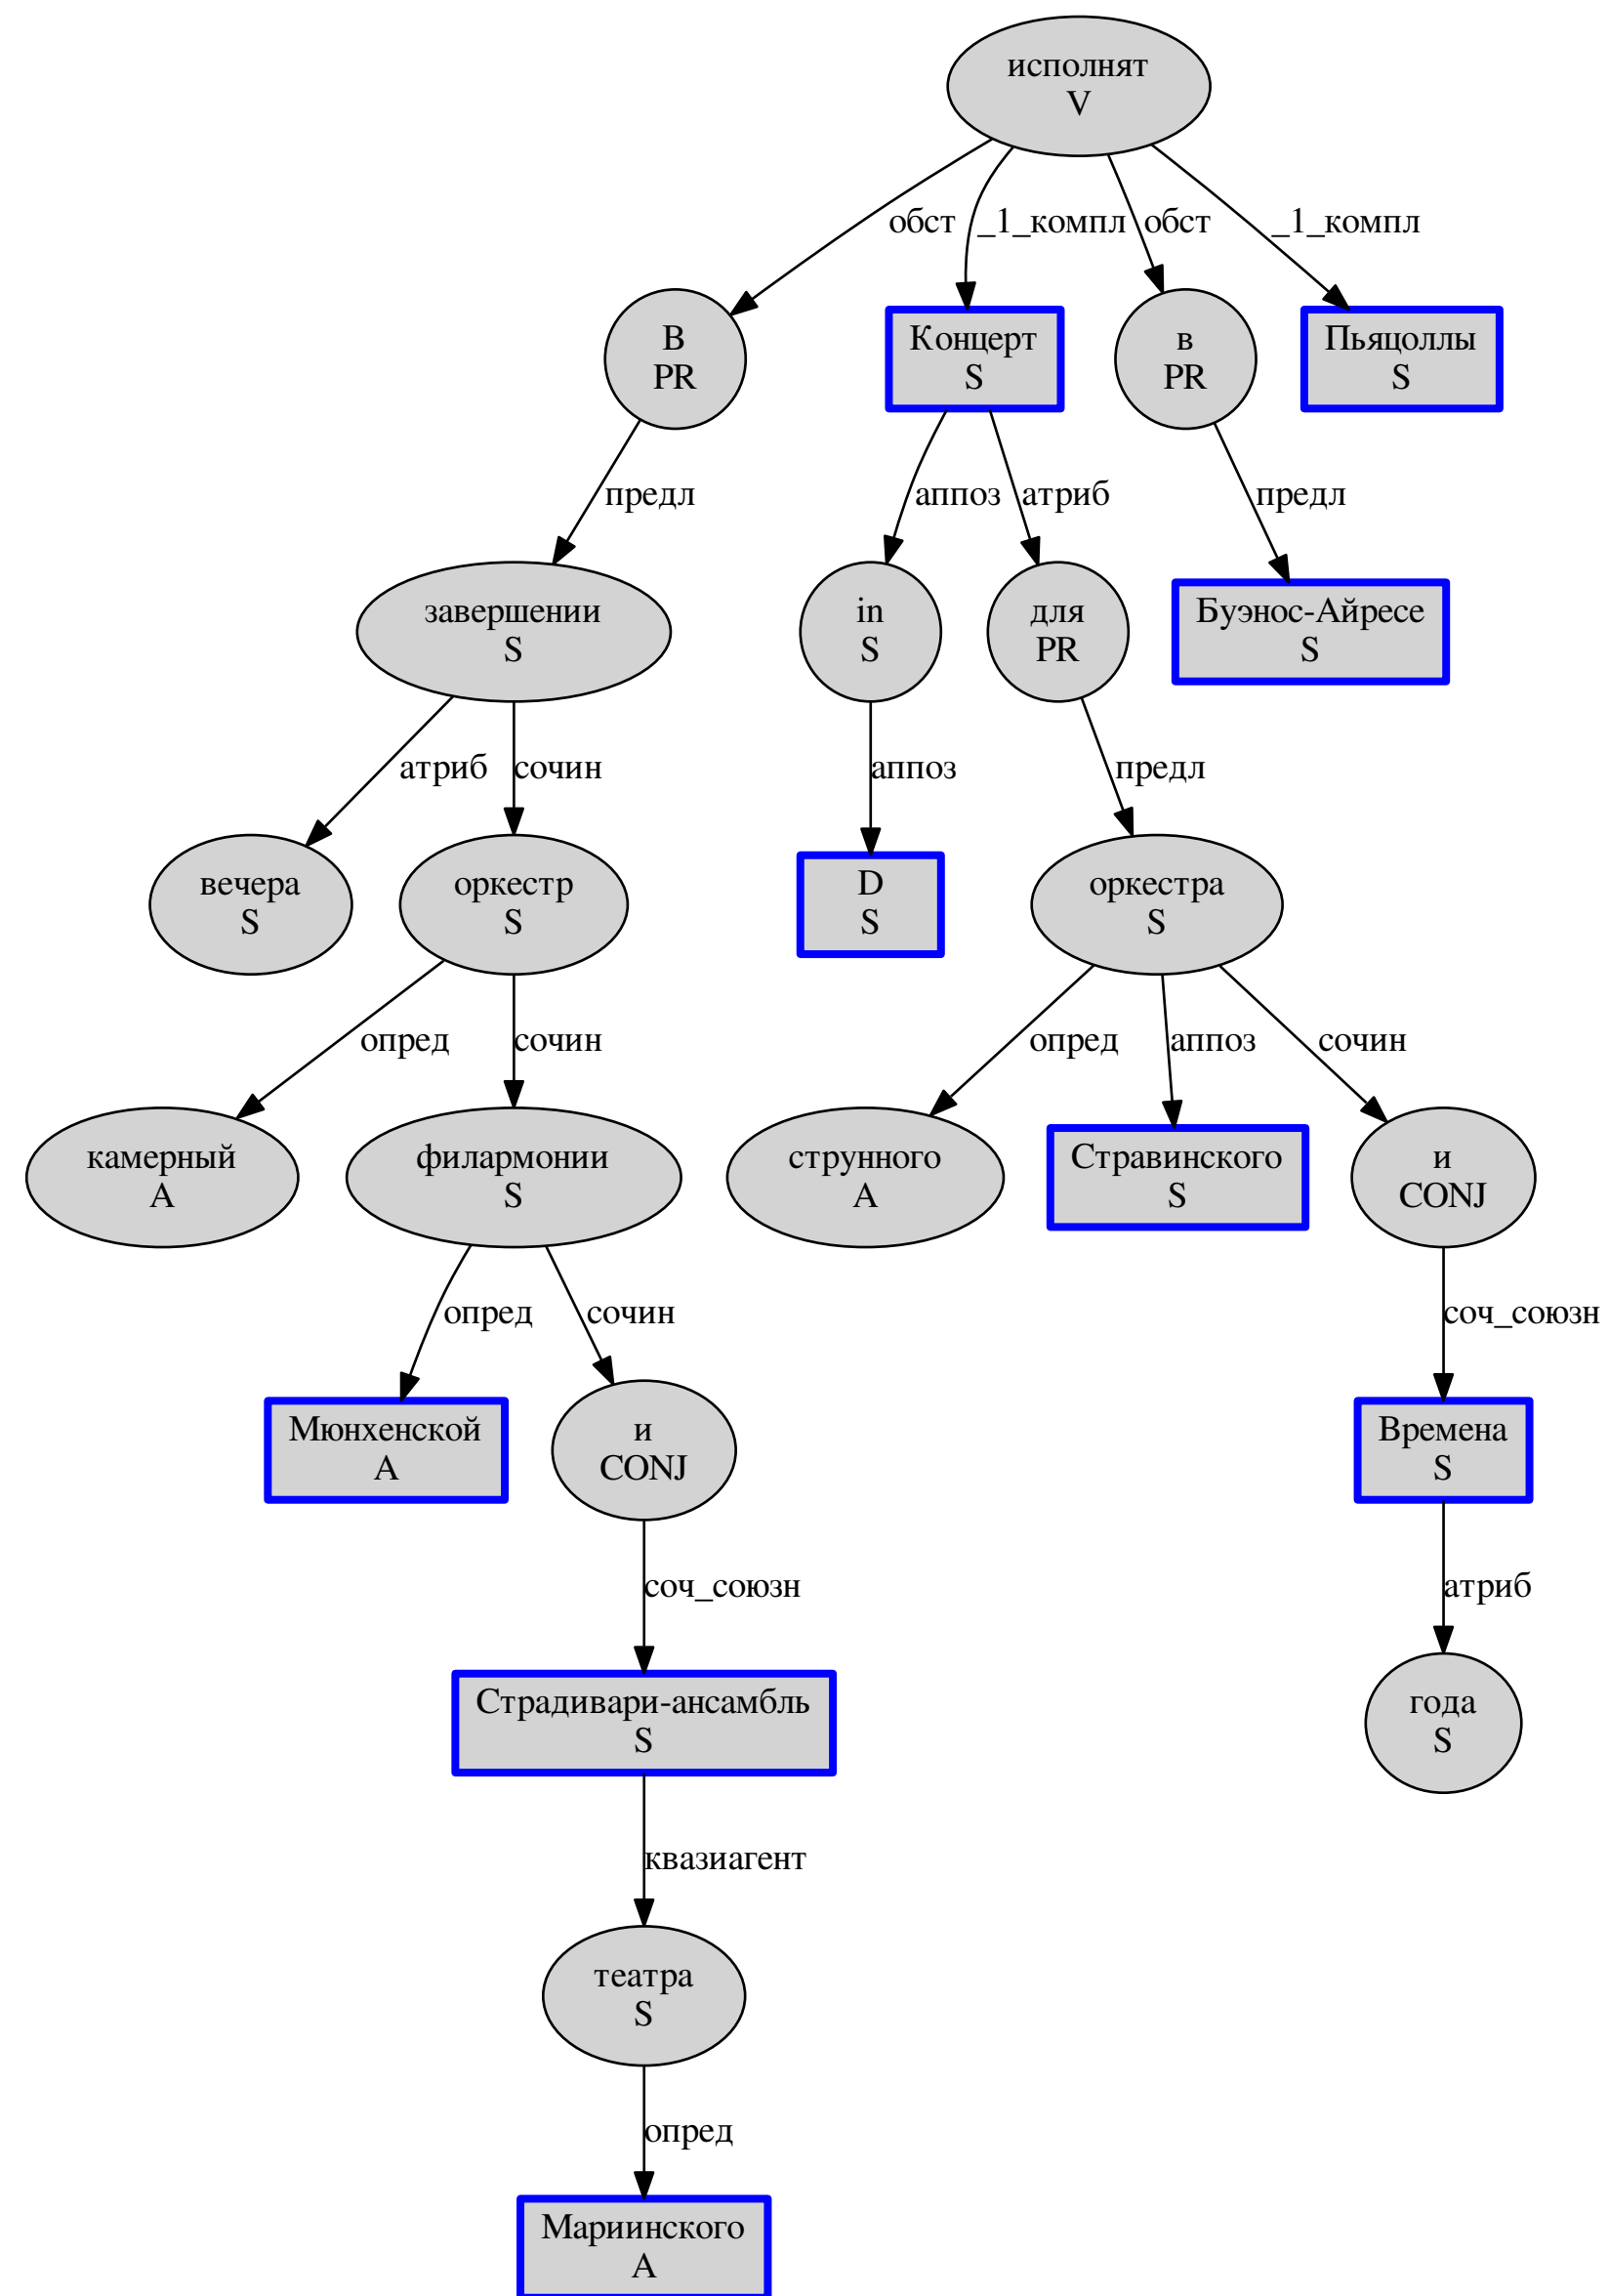 исполнят
V
обст
_1_компл
обст
_1_компл
В
PR
Концерт
S
в
PR
Пьяцоллы
S
предл
аппоз
атриб
предл
завершении
S
in
S
для
PR
Буэнос-Айресе
S
атриб
сочин
аппоз
предл
вечера
S
оркестр
S
D
S
оркестра
S
опред
сочин
опред
аппоз
сочин
камерный
A
филармонии
S
струнного
A
Стравинского
S
и
CONJ
опред
сочин
соч_союзн
Мюнхенской
A
и
CONJ
Времена
S
соч_союзн
атриб
Страдивари-ансамбль
S
года
S
квазиагент
театра
S
опред
Мариинского
A